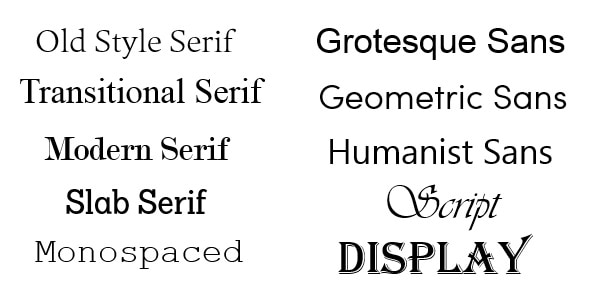 Old Style Serif
Transitional Serif
Modern Serif
Slab Serif
Monospaced
Grotesque Sans
Geometric Sans
Humanist Sans
Script
DISPLAY